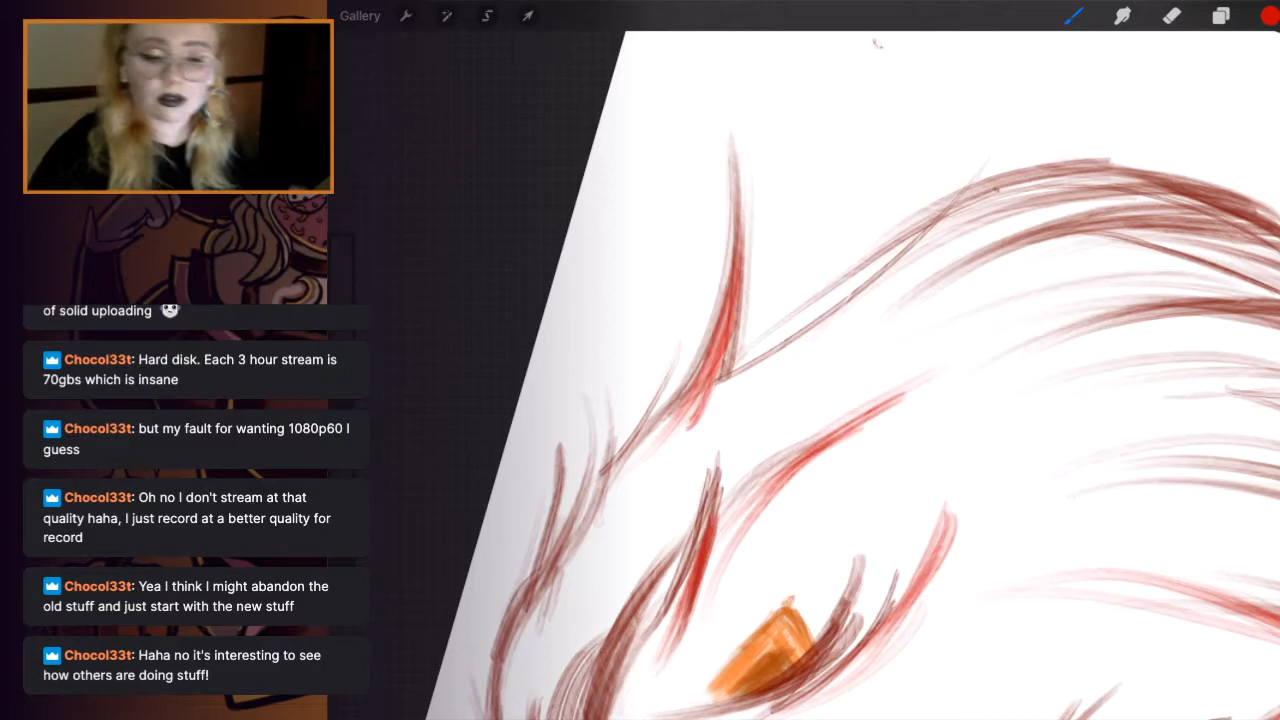 Gallery
of solid uploading
Chocol33t: Hard disk. Each 3 hour stream is
70gbs which is insane
Chocol33t: but my fault for wanting 1080p60 I
guess
Chocol33t: Oh no I don't stream at that
quality haha, I just record at a better quality for
record
Chocol33t: Yea I think I might abandon the
old stuff and just start with the new stuff
Chocol33t: Haha no it's interesting to see
how others are doing stuff!